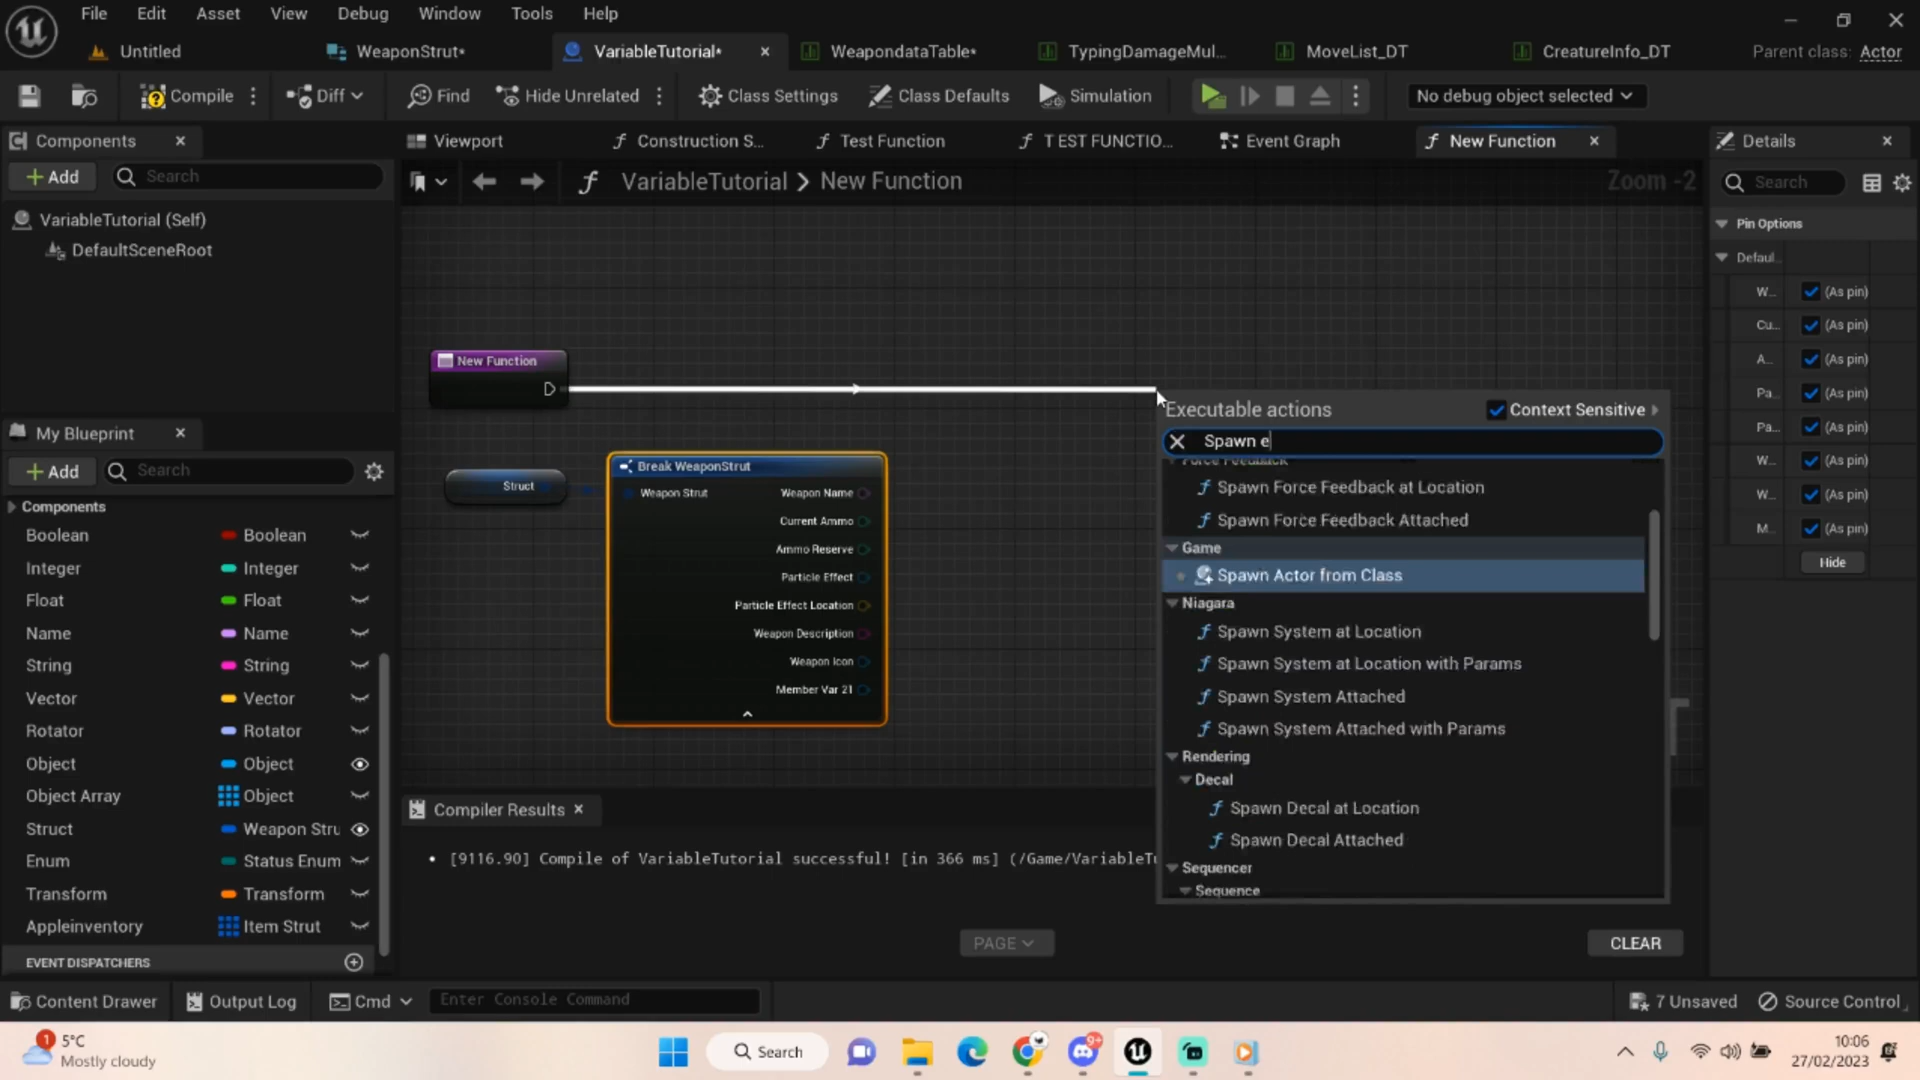 File Edit Asset View Debug Window Tools Help
Untitled WeaponStrut* VariableTutorial* WeapondataTable* TypingDamageMul... MoveList_DT CreatureInfo_DT Parent class: Actor
Compile Diff Find Hide Unrelated Class Settings Class Defaults Simulation No debug object selected
Components Viewport Construction S... Test Function T EST FUNCTIO... Event Graph New Function Details
+ Add Search VariableTutorial > New Function Zoom -2 Search
VariableTutorial (Self)
DefaultSceneRoot
Pin Options
Defaul...
W... (As pin)
Cu... (As pin)
A... (As pin)
Pa... (As pin)
Pa... (As pin)
W... (As pin)
W... (As pin)
M... (As pin)
Hide
New Function
Struct
Break WeaponStrut
Weapon Strut Weapon Name
Current Ammo
Ammo Reserve
Particle Effect
Particle Effect Location
Weapon Description
Weapon Icon
Member Var 21
Executable actions Context Sensitive
Spawn e
Force Feedback
Spawn Force Feedback at Location
Spawn Force Feedback Attached
Game
Spawn Actor from Class
Niagara
Spawn System at Location
Spawn System at Location with Params
Spawn System Attached
Spawn System Attached with Params
Rendering
Decal
Spawn Decal at Location
Spawn Decal Attached
Sequencer
Sequence
My Blueprint
+ Add Search
Components
Boolean Boolean
Integer Integer
Float Float
Name Name
String String
Vector Vector
Rotator Rotator
Object Object
Object Array Object
Struct Weapon Stru
Enum Status Enum
Transform Transform
Appleinventory Item Strut
EVENT DISPATCHERS
Compiler Results
[9116.90] Compile of VariableTutorial successful! [in 366 ms] (/Game/VariableTu
PAGE CLEAR
Content Drawer Output Log Cmd Enter Console Command 7 Unsaved Source Control
1 5°C
Mostly cloudy
Search
9+
10:06
27/02/2023